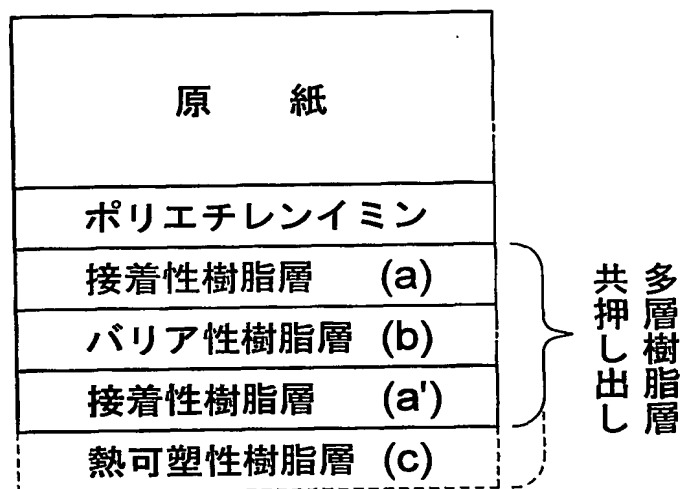 原 紙
ポリエチレンイミン
接着性樹脂層 (a)
バリア性樹脂層 (b)
接着性樹脂層 (a')
熱可塑性樹脂層 (c)
多層樹脂層
共押し出し